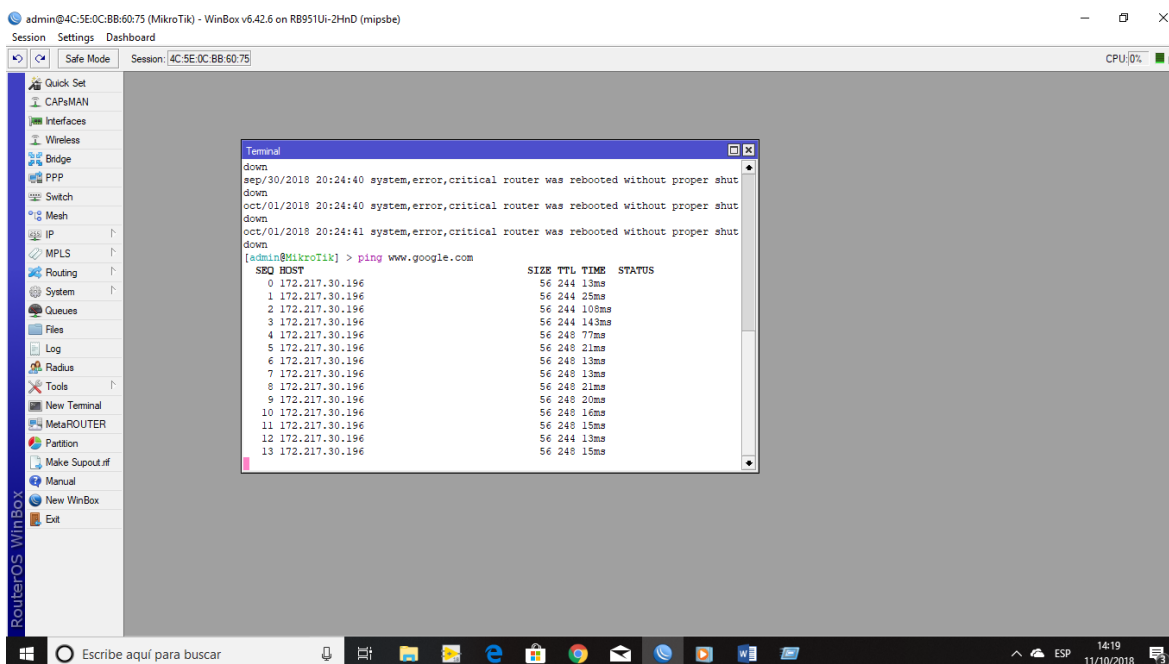 admin@4C:5E:0C:BB:60:75 (MikroTik) - WinBox v6.42.6 on RB951Ui-2HnD (mipsbe)
Session Settings Dashboard
Safe Mode Session: 4C:5E:0C:BB:60:75 CPU: 0%
Quick Set
CAPsMAN
Interfaces
Wireless
Bridge
PPP
Switch
Mesh
IP
MPLS
Routing
System
Queues
Files
Log
Radius
Tools
New Terminal
MetaROUTER
Partition
Make Supout.rif
Manual
New WinBox
Exit
RouterOS WinBox
Terminal
down
sep/30/2018 20:24:40 system,error,critical router was rebooted without proper shut
down
oct/01/2018 20:24:40 system,error,critical router was rebooted without proper shut
down
oct/01/2018 20:24:41 system,error,critical router was rebooted without proper shut
down
[admin@MikroTik] > ping www.google.com
SEQ HOST SIZE TTL TIME STATUS
0 172.217.30.196 56 244 13ms
1 172.217.30.196 56 244 25ms
2 172.217.30.196 56 244 108ms
3 172.217.30.196 56 244 143ms
4 172.217.30.196 56 248 77ms
5 172.217.30.196 56 248 21ms
6 172.217.30.196 56 248 13ms
7 172.217.30.196 56 248 13ms
8 172.217.30.196 56 248 21ms
9 172.217.30.196 56 248 20ms
10 172.217.30.196 56 248 16ms
11 172.217.30.196 56 248 15ms
12 172.217.30.196 56 244 13ms
13 172.217.30.196 56 248 15ms
Escribe aquí para buscar
ESP
14:19
11/10/2018